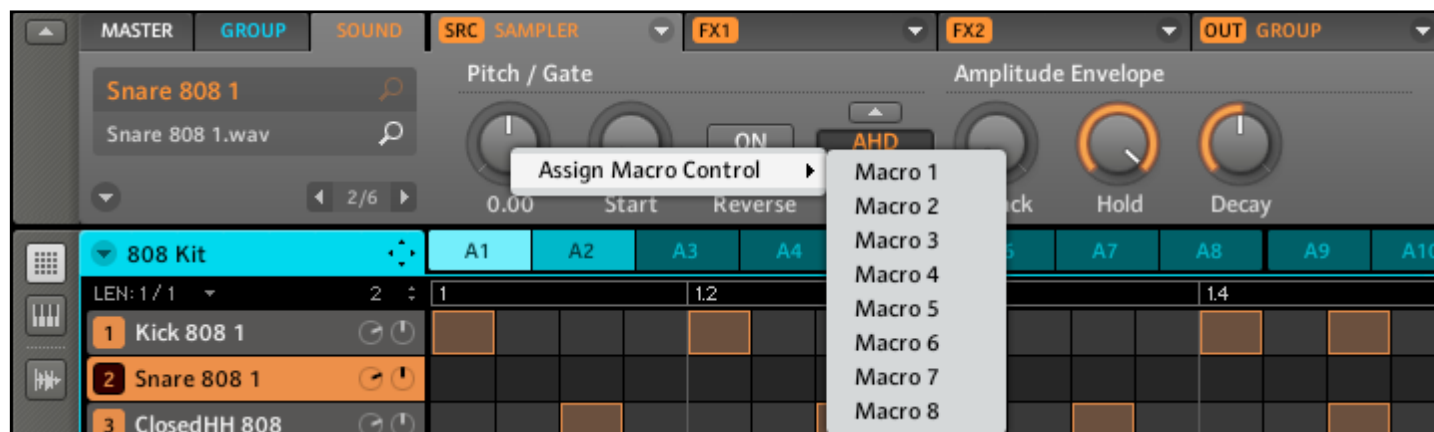 MASTER GROUP SOUND SRC SAMPLER FX1 FX2 OUT GROUP
Pitch / Gate Amplitude Envelope
Snare 808 1
Snare 808 1.wav
ON AHD
Assign Macro Control
2/6 0.00 Start Reverse Hold Decay
Macro 1
Macro 2
Macro 3
Macro 4
Macro 5
Macro 6
Macro 7
Macro 8
808 Kit A1 A2 A3 A4 A7 A8 A9 A10
LEN: 1 / 1 2 1 1.2 1.4
1 Kick 808 1
2 Snare 808 1
3 ClosedHH 808